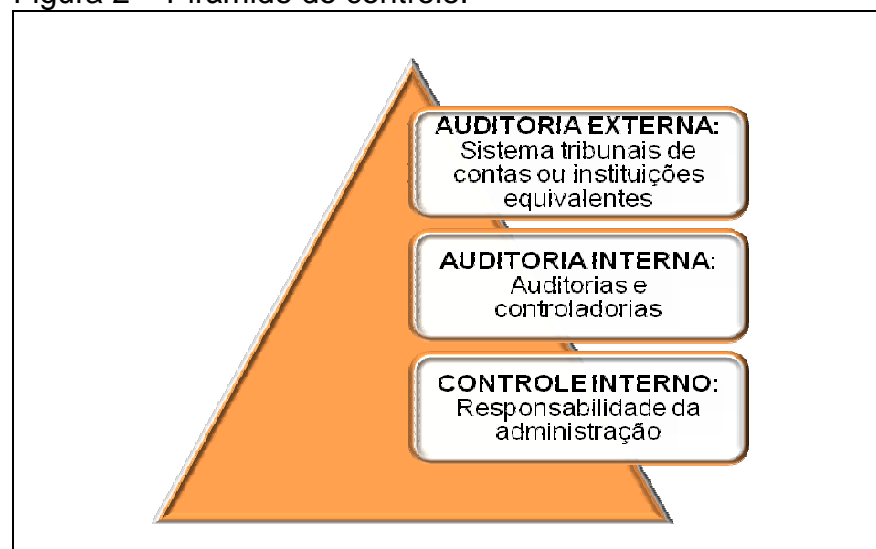 Figura 2 – Pirâmide do controle.
AUDITORIA EXTERNA:
Sistema tribunais de
contas ou instituições
equivalentes
AUDITORIA INTERNA:
Auditorias e
controladorias
CONTROLE INTERNO:
Responsabilidade da
administração